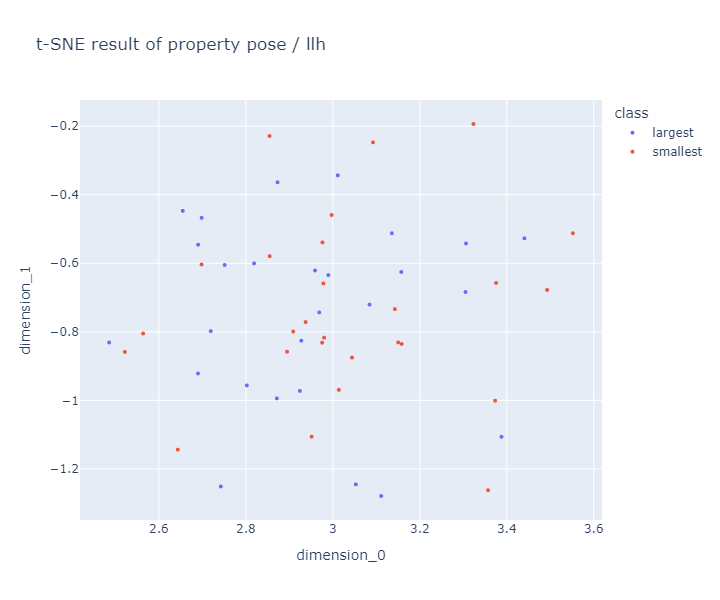 t-SNE result of property pose / llh
class
largest
smallest
dimension_1
−0.2
−0.4
−0.6
−0.8
−1
−1.2
2.6
2.8
3
3.2
3.4
3.6
dimension_0